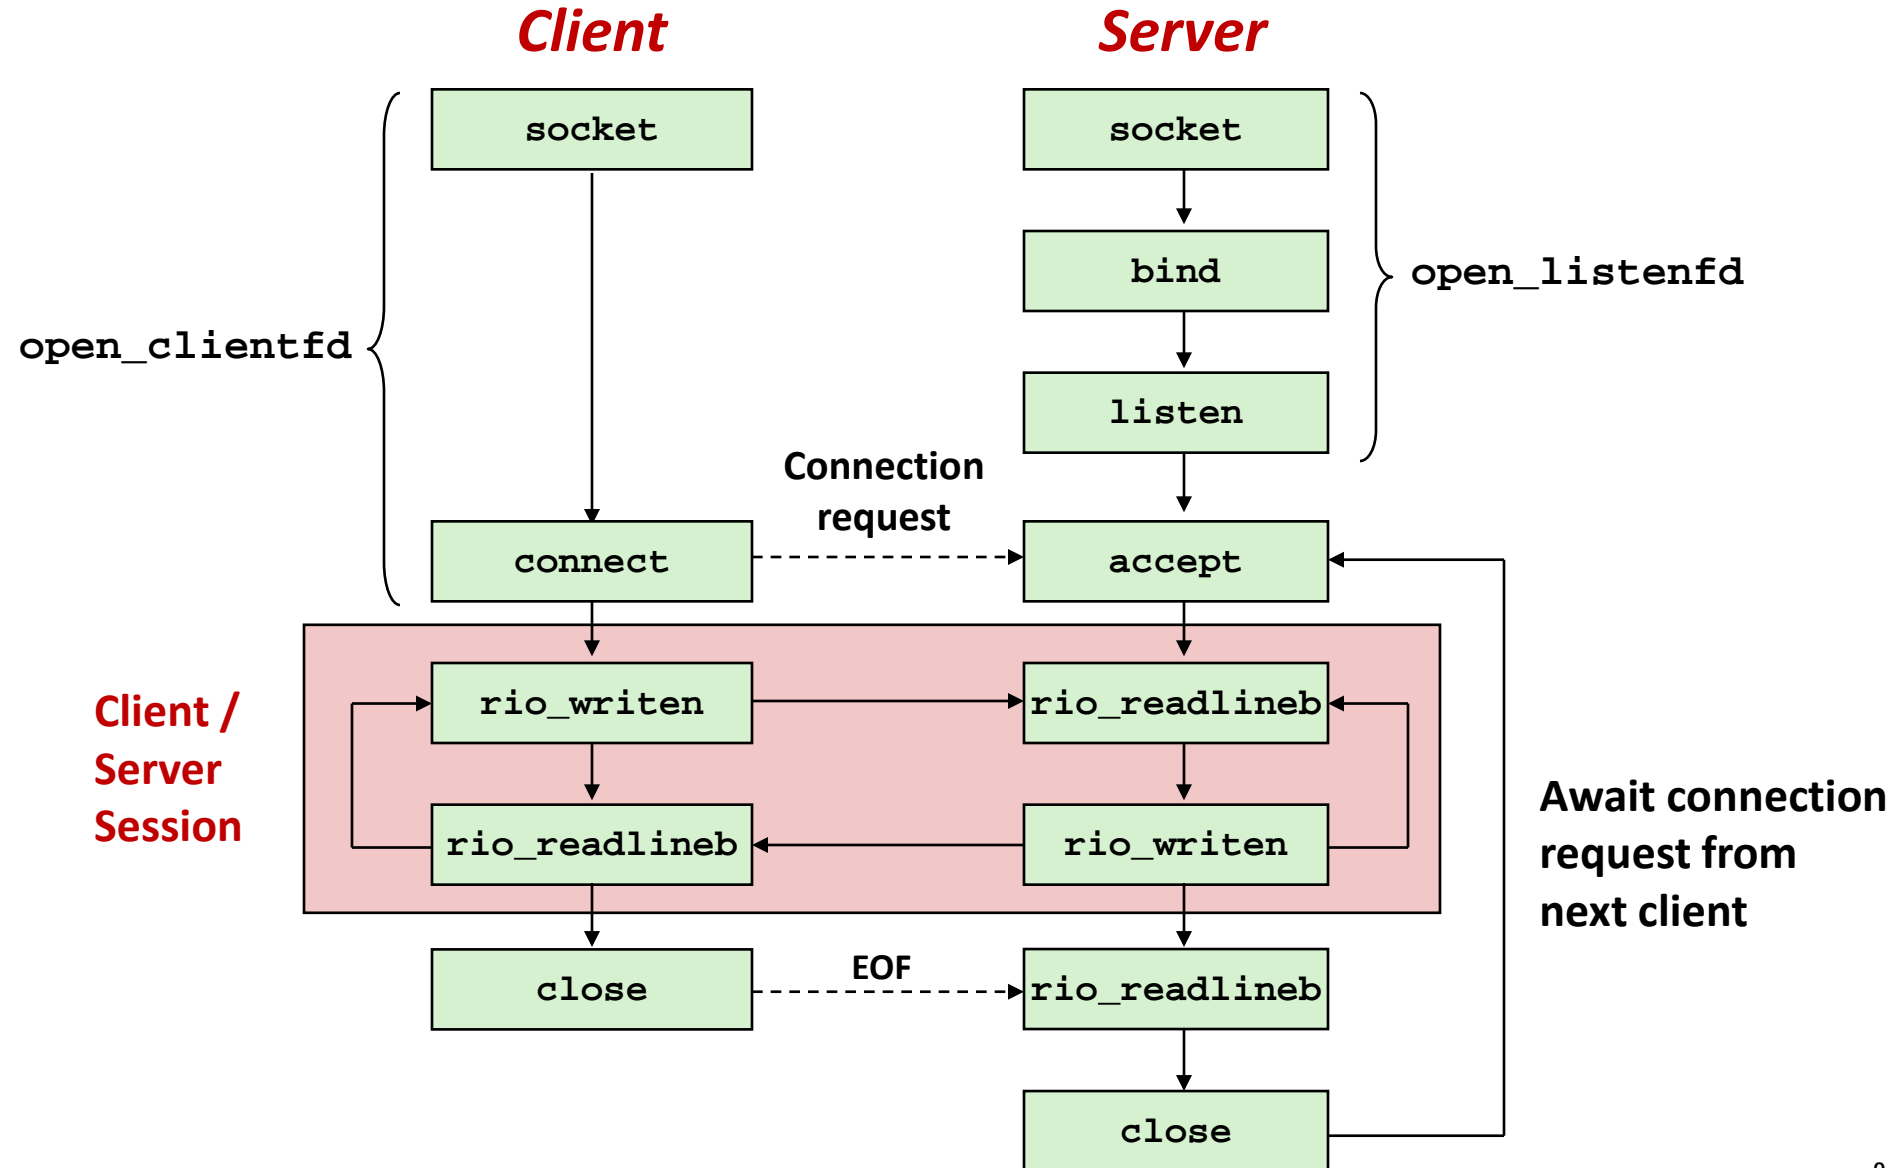 Client
Server
socket
socket
bind
open_listenfd
open_clientfd
listen
Connection
request
connect
accept
Client /
Server
Session
rio_writen
rio_readlineb
rio_readlineb
rio_writen
Await connection
request from
next client
close
EOF
rio_readlineb
close